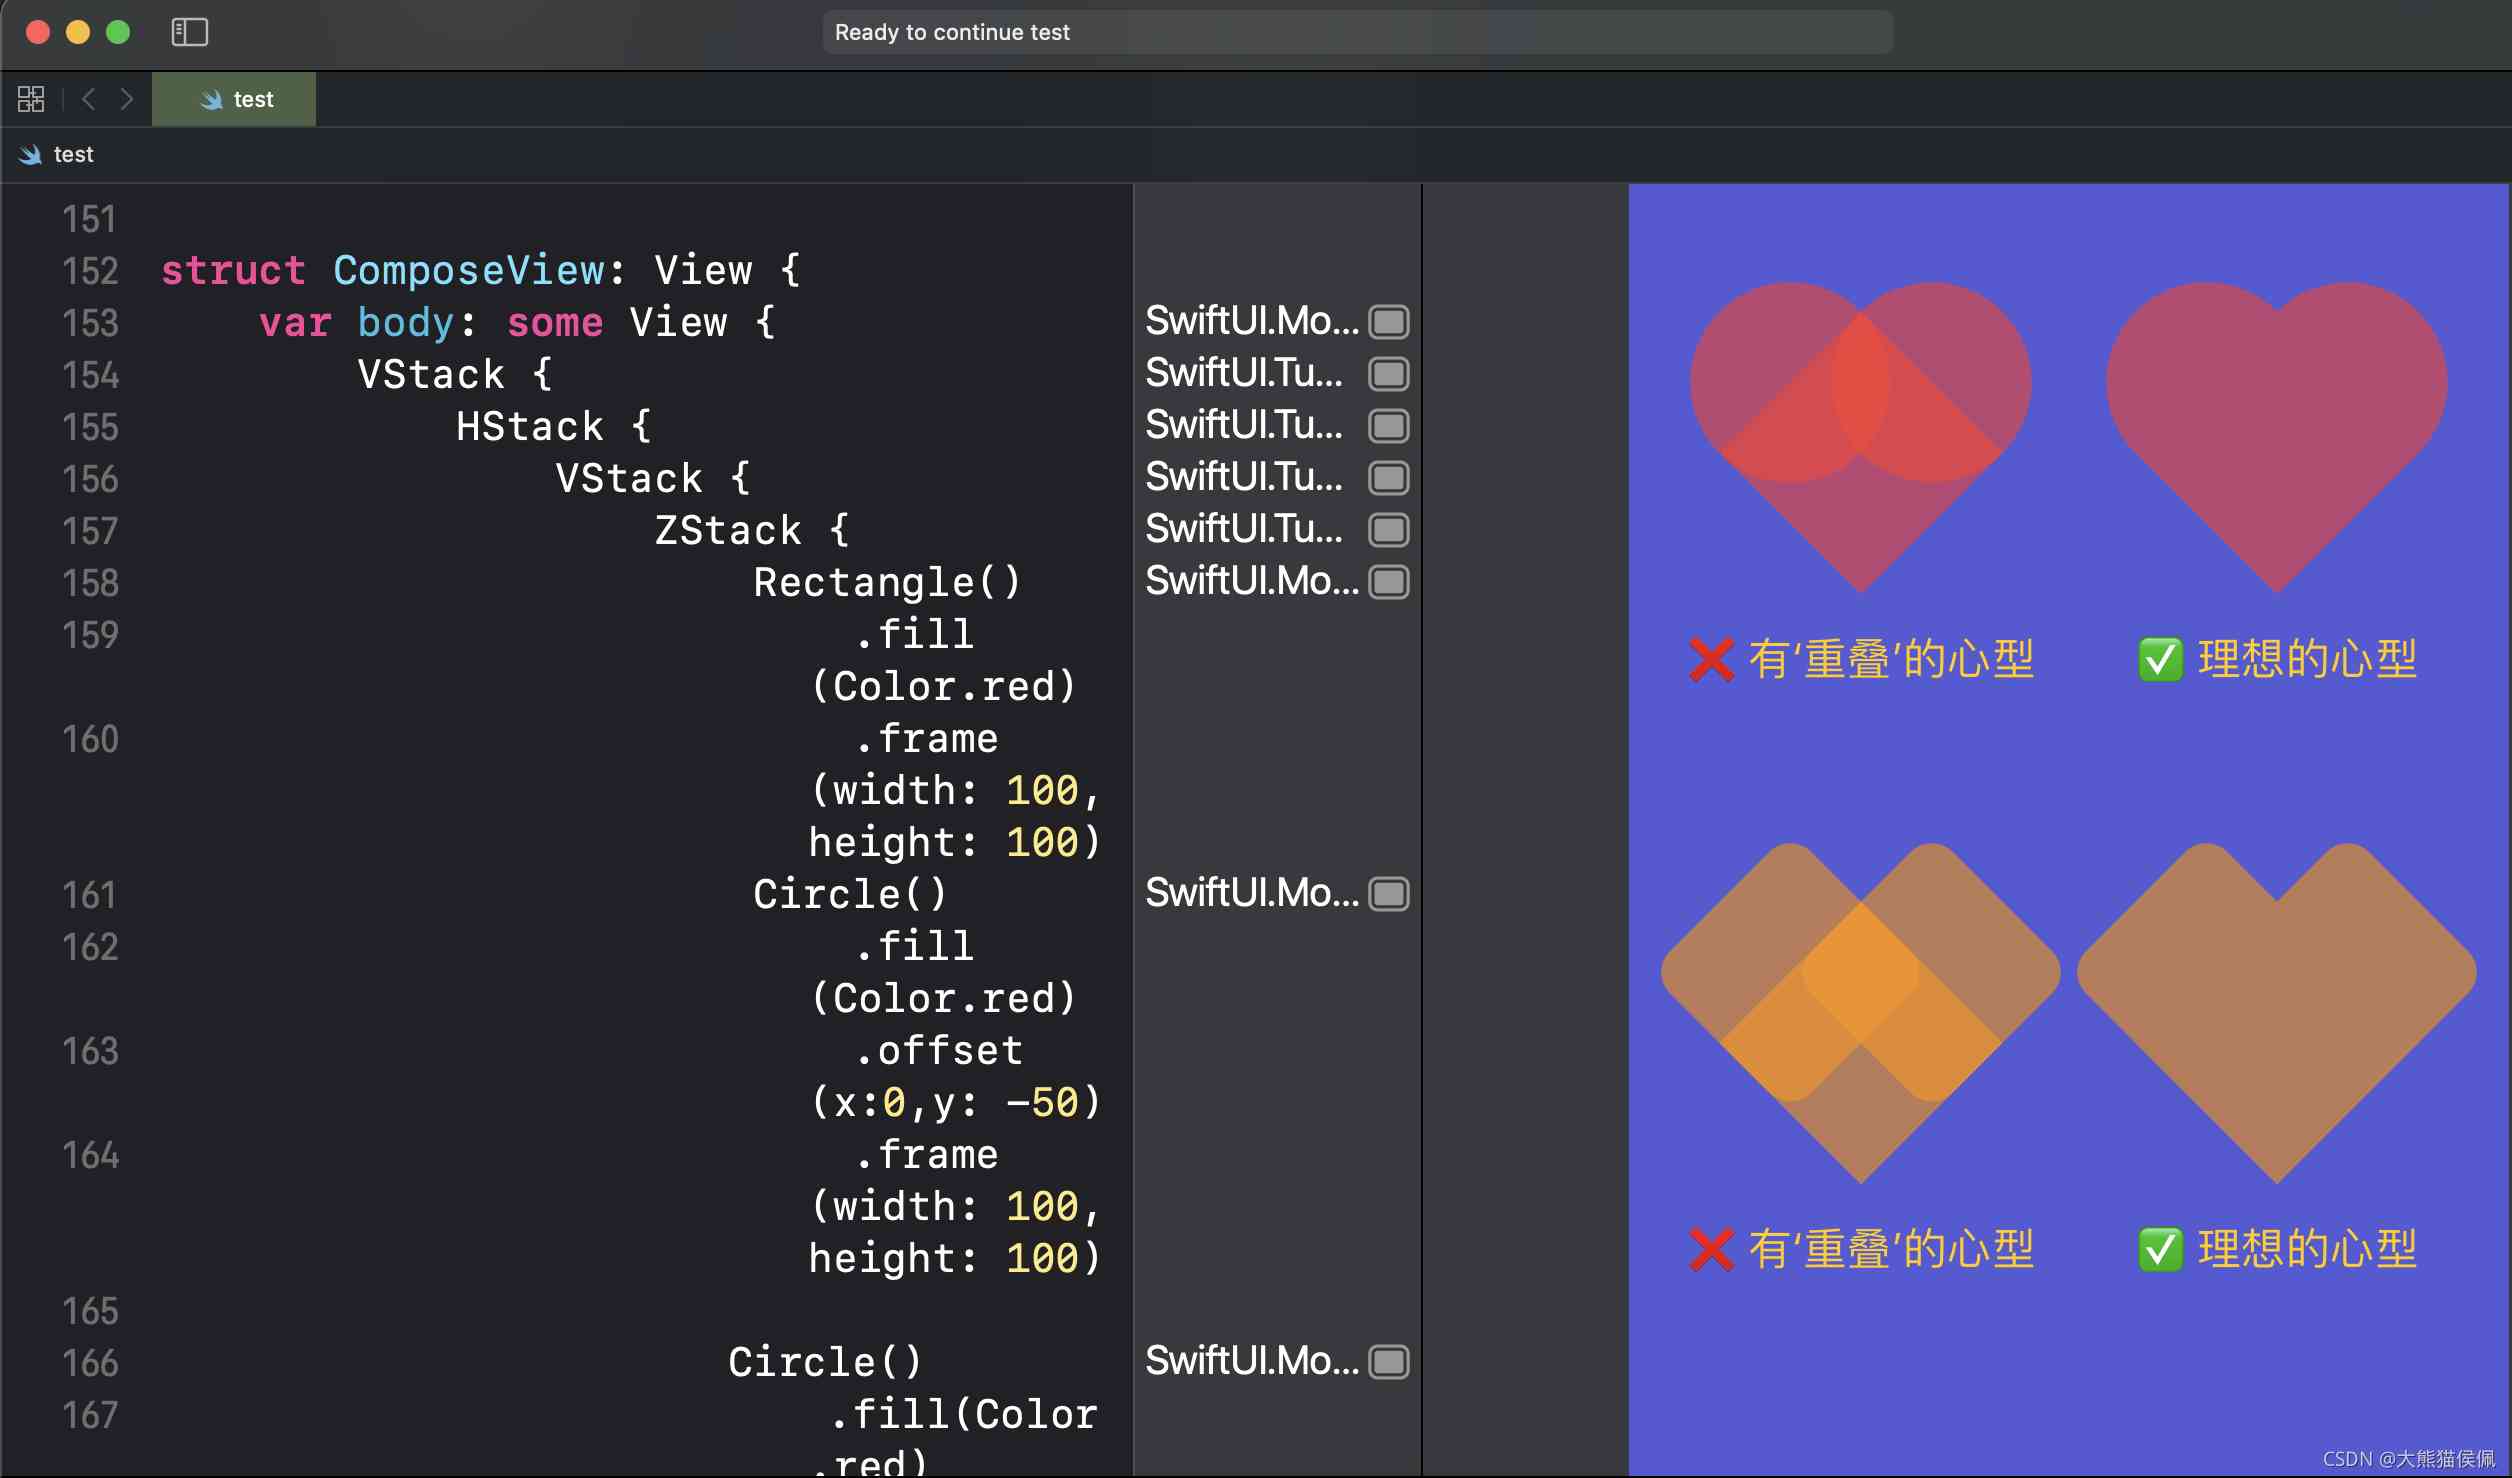 Ready to continue test
test
test
151
152 struct ComposeView: View {
153 var body: some View { SwiftUI.Mo...
154 VStack { SwiftUI.Tu...
155 HStack { SwiftUI.Tu...
156 VStack { SwiftUI.Tu...
157 ZStack { SwiftUI.Tu...
158 Rectangle() SwiftUI.Mo...
159 .fill
(Color.red)
160 .frame
(width: 100,
height: 100)
161 Circle() SwiftUI.Mo...
162 .fill
(Color.red)
163 .offset
(x:0,y: -50)
164 .frame
(width: 100,
height: 100)
165
166 Circle() SwiftUI.Mo...
167 .fill(Color
.red)
❌ 有‘重叠’的心型 ✅ 理想的心型
❌ 有‘重叠’的心型 ✅ 理想的心型
CSDN @大熊猫侯佩